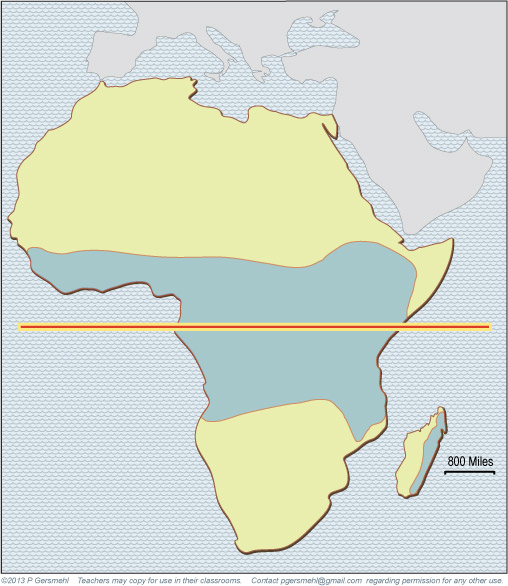 800 Miles
©2013 P Gersmehl Teachers may copy for use in their classrooms. Contact pgersmehl@gmail.com regarding permission for any other use.